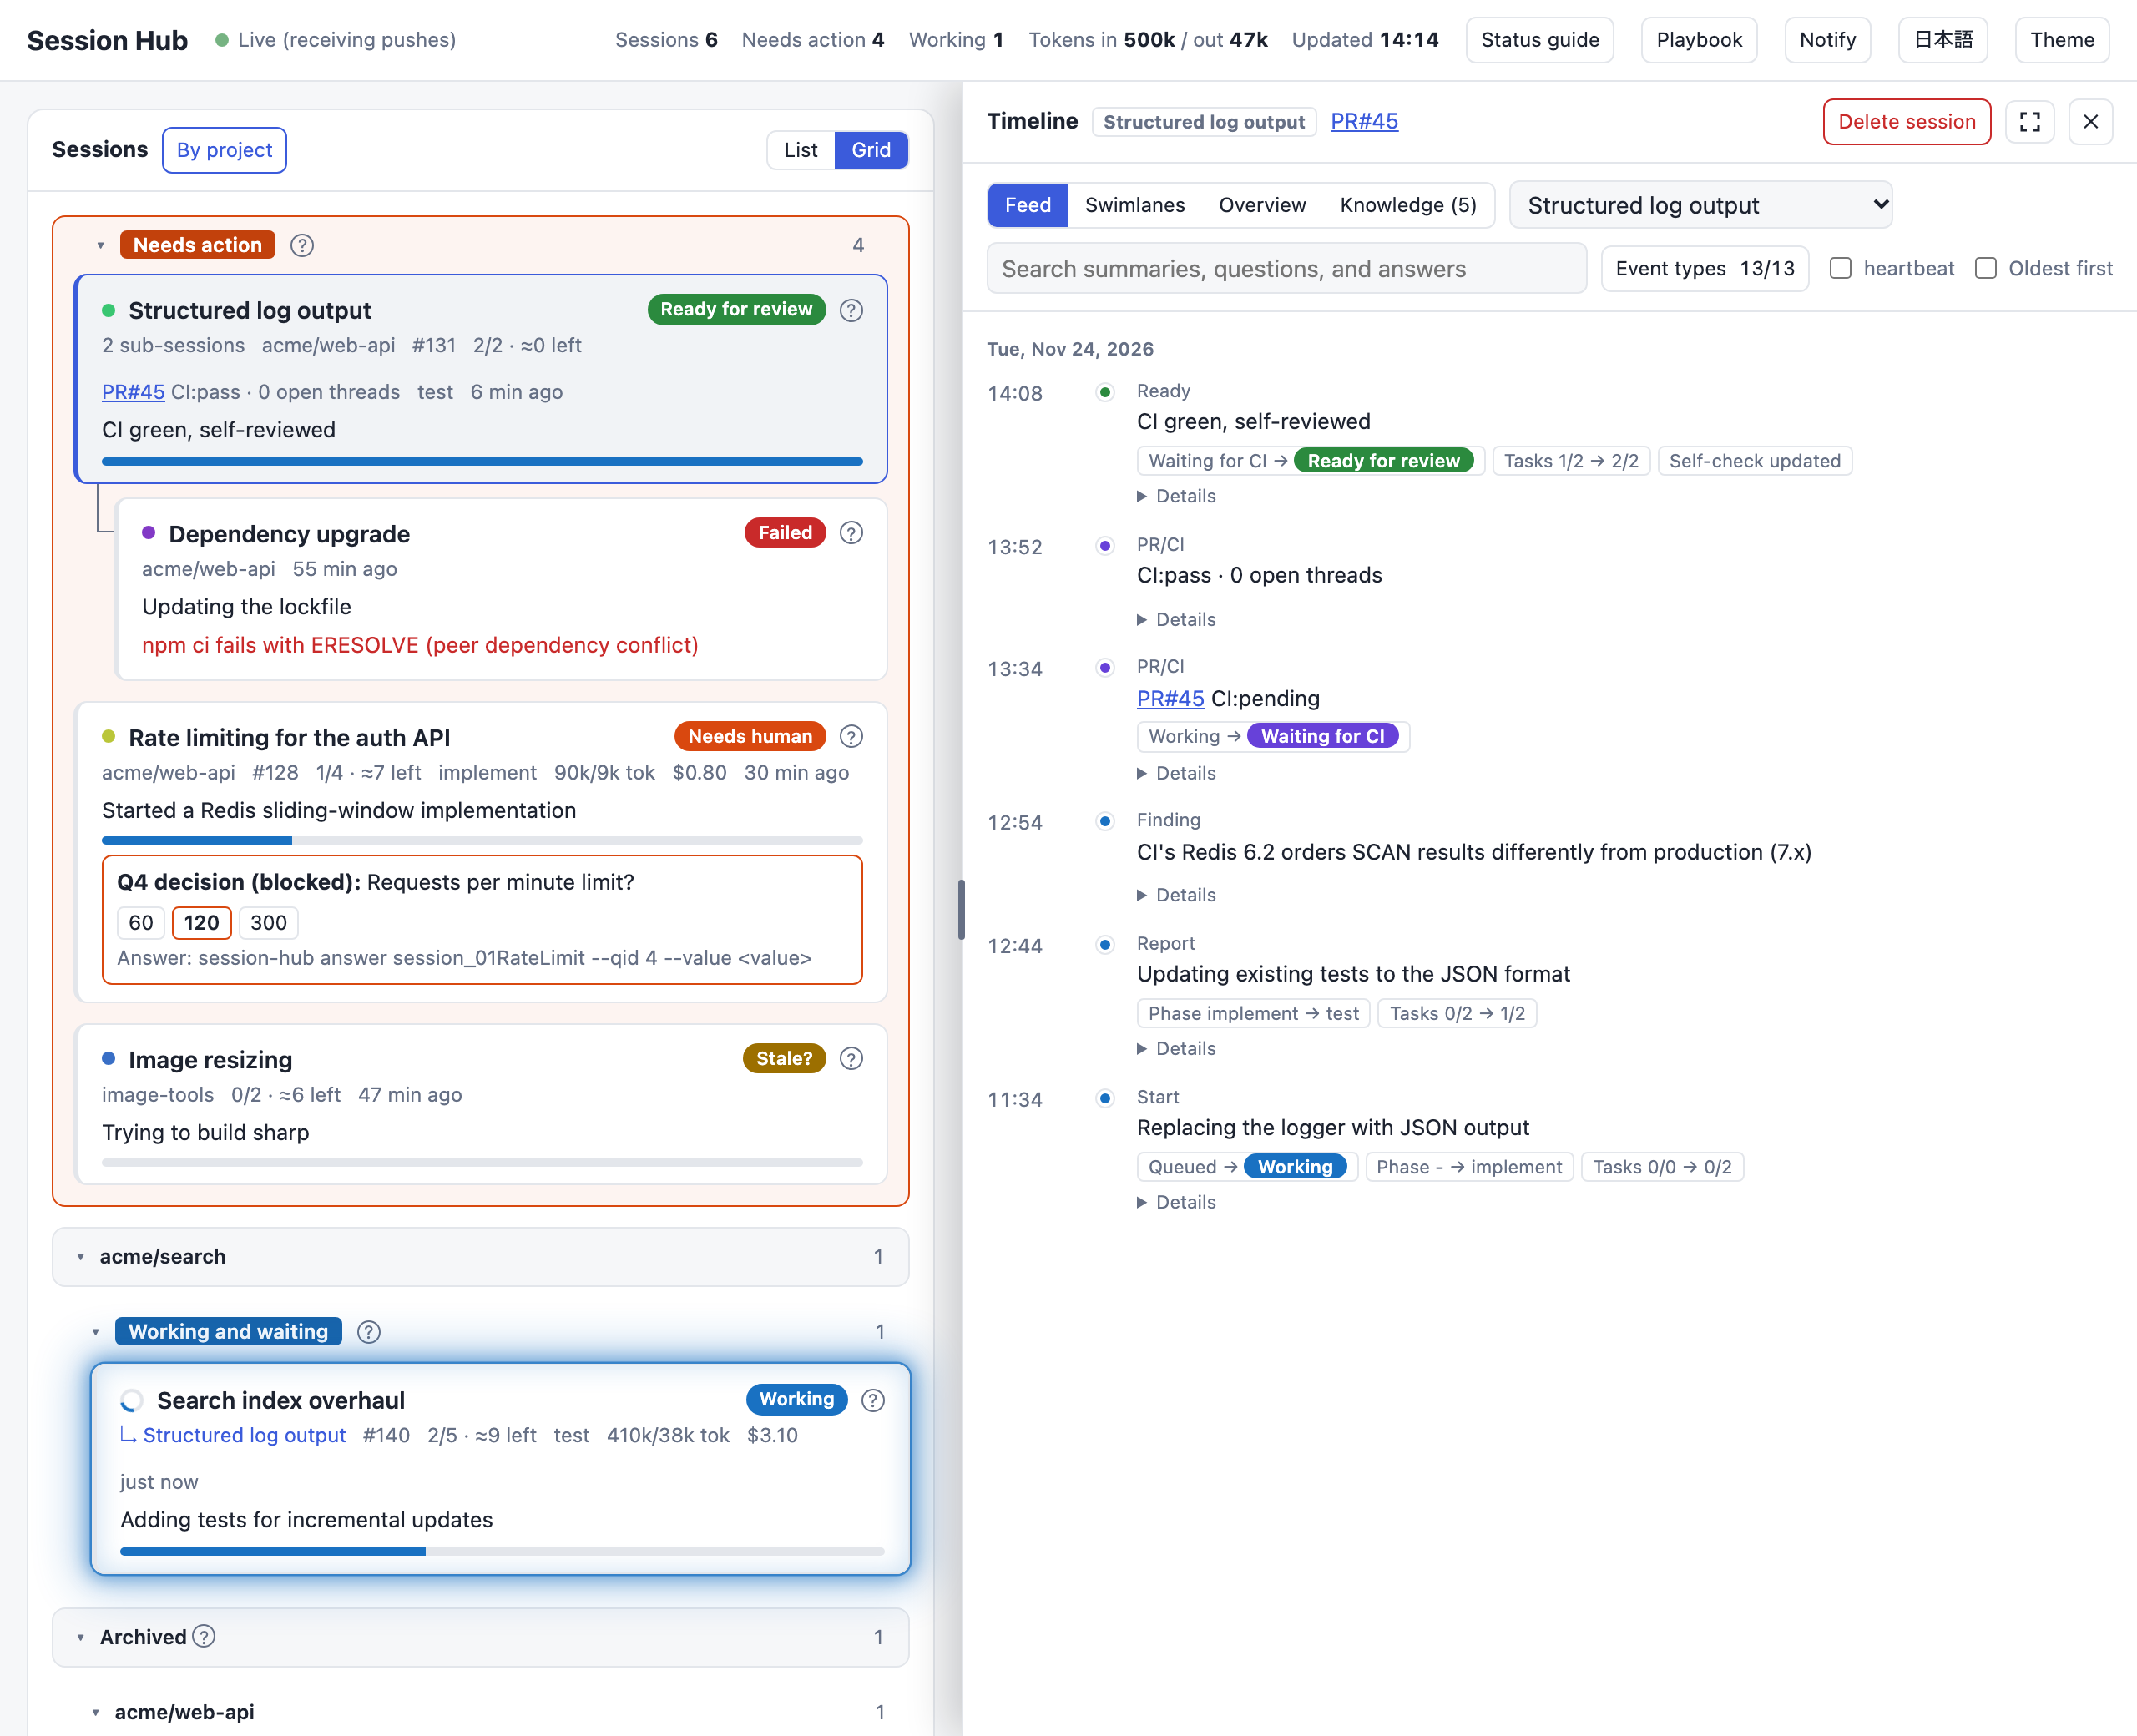 Session Hub
Live (receiving pushes)
Sessions 6
Needs action 4
Working 1
Tokens in 500k / out 47k
Updated 14:14
Status guide
Playbook
Notify
日本語
Theme
Sessions
By project
List
Grid
Needs action ?
4
Structured log output
Ready for review ?
2 sub-sessions acme/web-api #131 2/2 · ≈0 left
PR#45 CI:pass · 0 open threads test 6 min ago
CI green, self-reviewed
Dependency upgrade
Failed ?
acme/web-api 55 min ago
Updating the lockfile
npm ci fails with ERESOLVE (peer dependency conflict)
Rate limiting for the auth API
Needs human ?
acme/web-api #128 1/4 · ≈7 left implement 90k/9k tok $0.80 30 min ago
Started a Redis sliding-window implementation
Q4 decision (blocked): Requests per minute limit?
60 120 300
Answer: session-hub answer session_01RateLimit --qid 4 --value <value>
Image resizing
Stale? ?
image-tools 0/2 · ≈6 left 47 min ago
Trying to build sharp
acme/search
1
Working and waiting ?
1
Search index overhaul
Working ?
Structured log output #140 2/5 · ≈9 left test 410k/38k tok $3.10
just now
Adding tests for incremental updates
Archived ?
1
acme/web-api
1
Timeline
Structured log output
PR#45
Delete session
Feed
Swimlanes
Overview
Knowledge (5)
Structured log output
Search summaries, questions, and answers
Event types 13/13
heartbeat
Oldest first
Tue, Nov 24, 2026
14:08
Ready
CI green, self-reviewed
Waiting for CI → Ready for review
Tasks 1/2 → 2/2
Self-check updated
Details
13:52
PR/CI
CI:pass · 0 open threads
Details
13:34
PR/CI
PR#45 CI:pending
Working → Waiting for CI
Details
12:54
Finding
CI's Redis 6.2 orders SCAN results differently from production (7.x)
Details
12:44
Report
Updating existing tests to the JSON format
Phase implement → test
Tasks 0/2 → 1/2
Details
11:34
Start
Replacing the logger with JSON output
Queued → Working
Phase - → implement
Tasks 0/0 → 0/2
Details